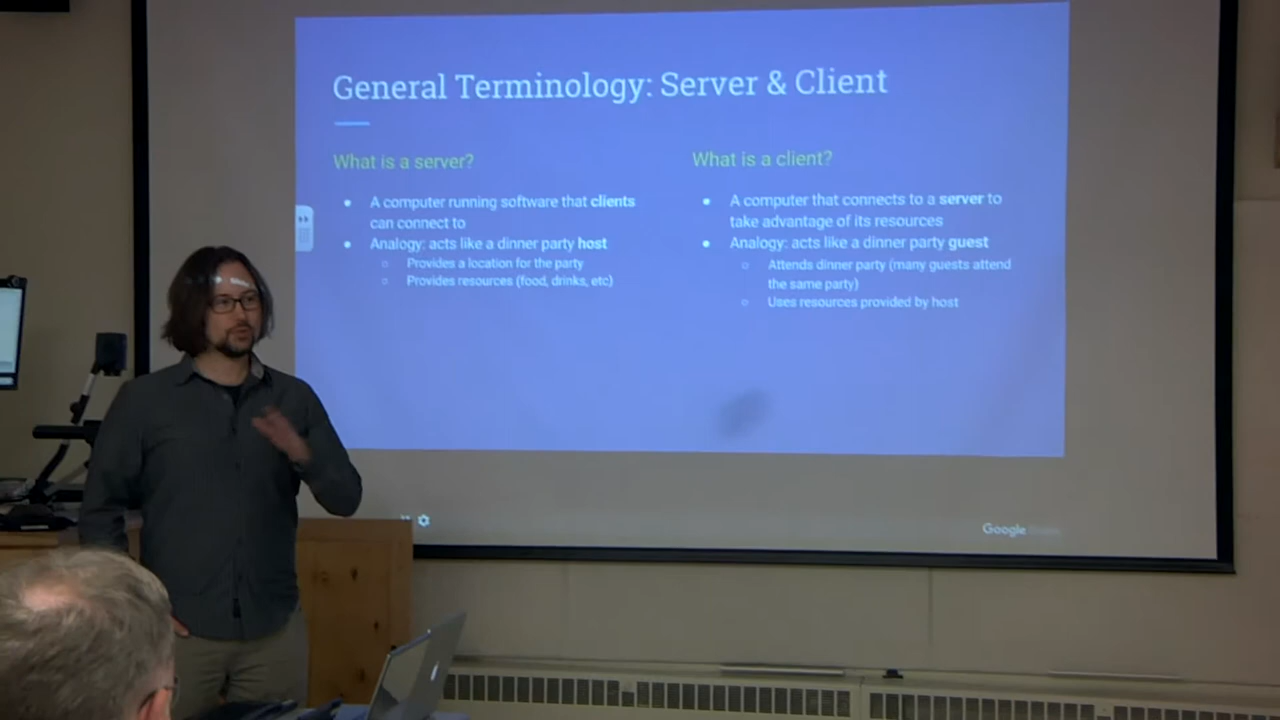 General Terminology: Server & Client
What is a server?
A computer running software that clients
can connect to
Analogy: acts like a dinner party host
Provides a location for the party
Provides resources (food, drinks, etc)
What is a client?
A computer that connects to a server to
take advantage of its resources
Analogy: acts like a dinner party guest
Attends dinner party (many guests attend
the same party)
Uses resources provided by host
Google